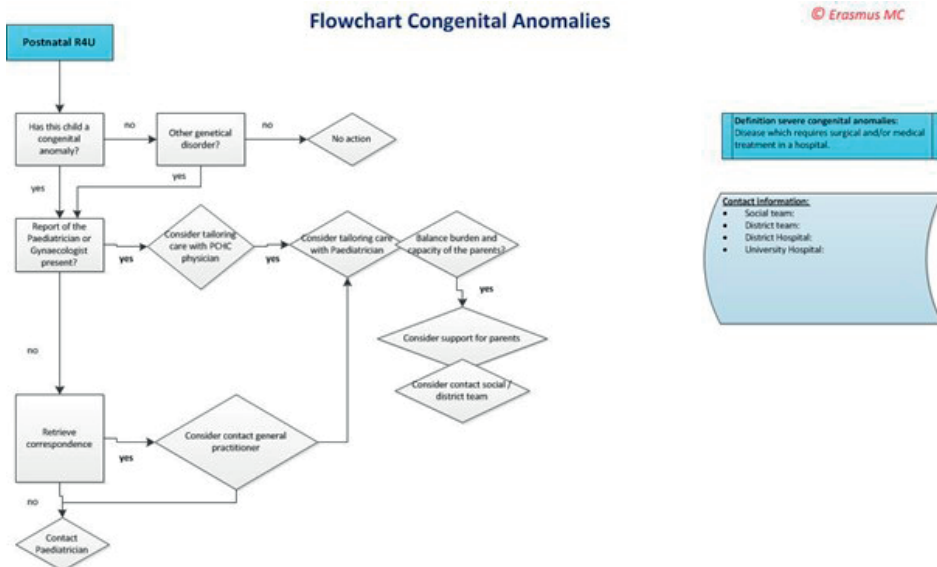 Flowchart Congenital Anomalies
© Erasmus MC
Postnatal R4U
Has this child a
congenital
anomaly?
no
Other genetical
disorder?
no
No action
yes
yes
Report of the
Paediatrician or
Gynaecologist
present?
yes
Consider tailoring
care with PCHC
physician
yes
Consider tailoring care
with Paediatrician
Balance burden and
capacity of the parents?
yes
Consider support for parents
Consider contact social /
district team
no
Retrieve
correspondence
yes
Consider contact general
practitioner
no
Contact
Paediatrician
Definition severe congenital anomalies:
Disease which requires surgical and/or medical
treatment in a hospital.
Contact information:
• Social team:
• District team:
• District Hospital:
• University Hospital: